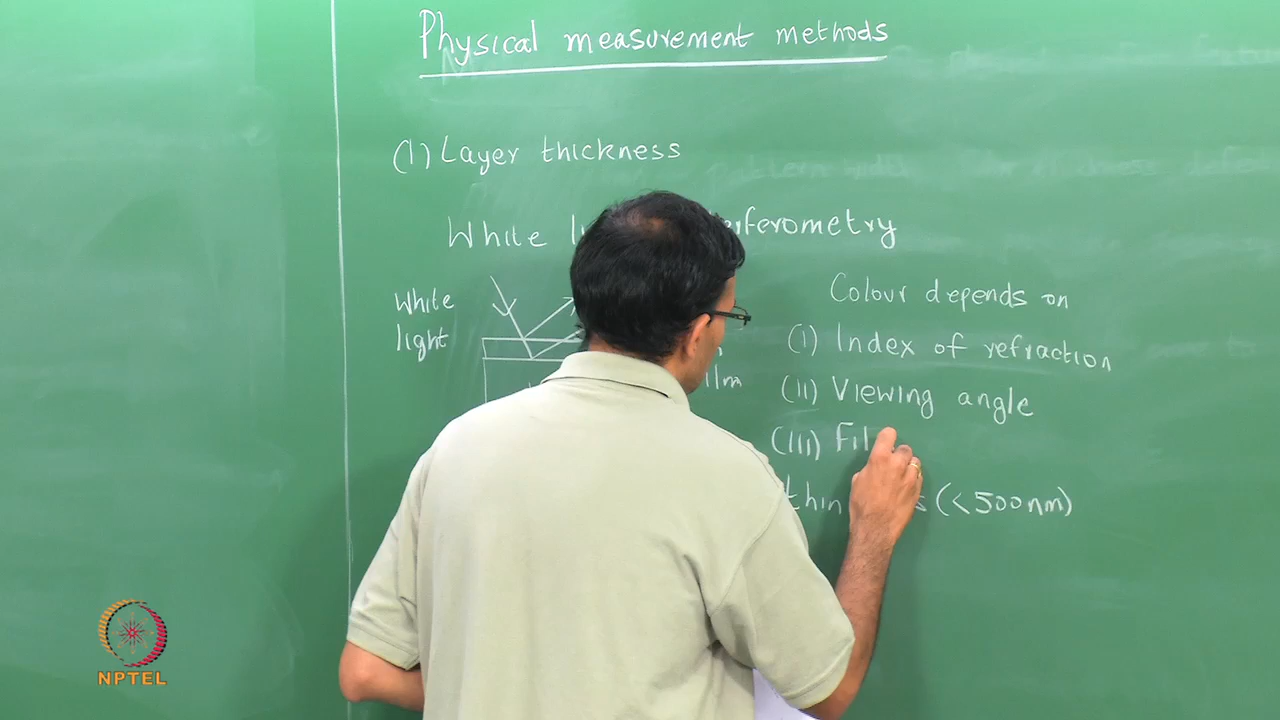 Physical measurement methods
(1) Layer thickness
White
White
light
Colour depends on
(i) Index of refraction
(ii) Viewing angle
(iii) Fil
thin (<500nm)
NPTEL